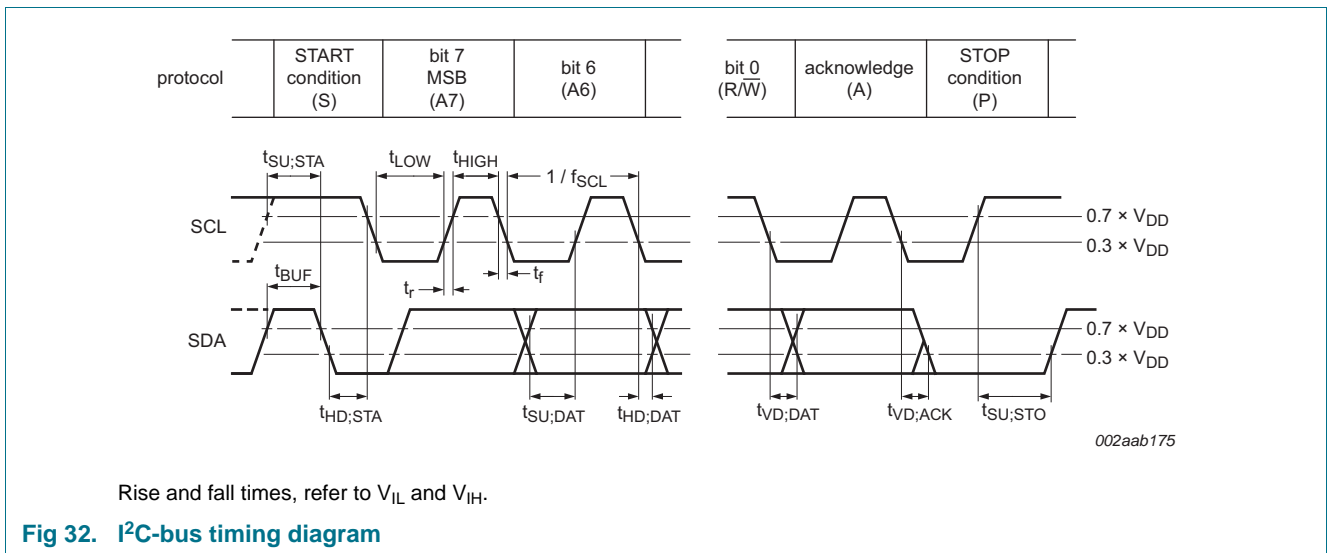 protocol
START
condition
(S)
bit 7
MSB
(A7)
bit 6
(A6)
bit 0
(R/W̅)
acknowledge
(A)
STOP
condition
(P)
tSU;STA
tLOW
tHIGH
1 / fSCL
SCL
0.7 × VDD
0.3 × VDD
tBUF
tr
tf
SDA
0.7 × VDD
0.3 × VDD
tHD;STA
tSU;DAT
tHD;DAT
tVD;DAT
tVD;ACK
tSU;STO
002aab175
Rise and fall times, refer to VIL and VIH.
Fig 32. I²C-bus timing diagram